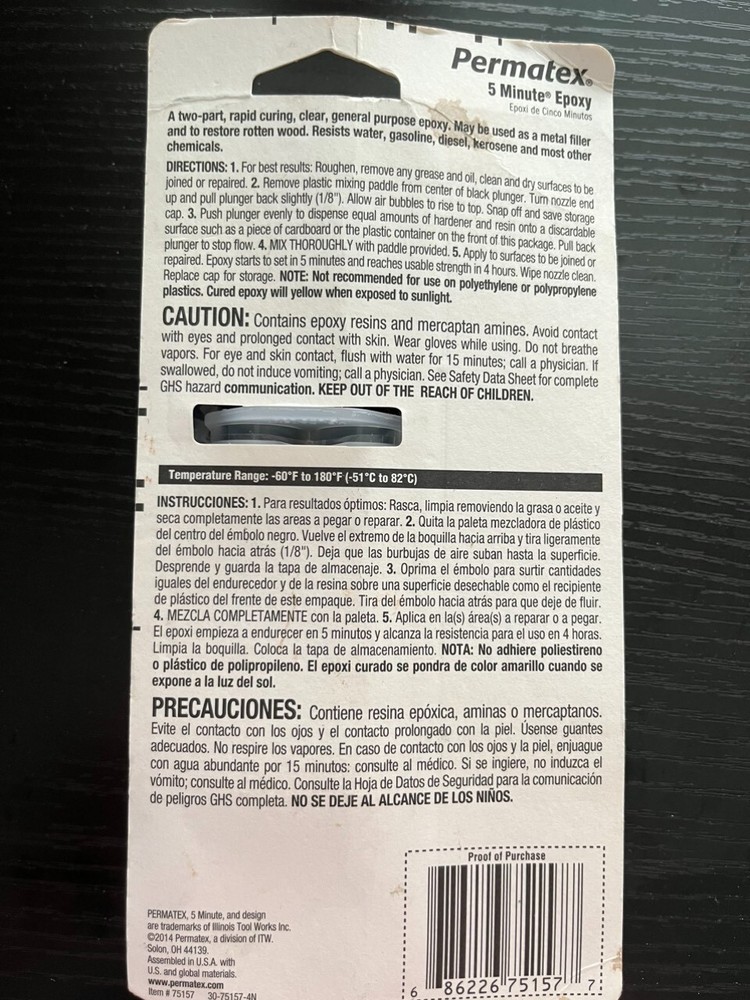 Permatex®
5 Minute® Epoxy
Epoxi de Cinco Minutos
A two-part, rapid curing, clear, general purpose epoxy. May be used as a metal filler
and to restore rotten wood. Resists water, gasoline, diesel, kerosene and most other
chemicals.
DIRECTIONS: 1. For best results: Roughen, remove any grease and oil, clean and dry surfaces to be
joined or repaired. 2. Remove plastic mixing paddle from center of black plunger. Turn nozzle end
up and pull plunger back slightly (1/8"). Allow air bubbles to rise to top. Snap off and save storage
cap. 3. Push plunger evenly to dispense equal amounts of hardener and resin onto a discardable
surface such as a piece of cardboard or the plastic container on the front of this package. Pull back
plunger to stop flow. 4. MIX THOROUGHLY with paddle provided. 5. Apply to surfaces to be joined or
repaired. Epoxy starts to set in 5 minutes and reaches usable strength in 4 hours. Wipe nozzle clean.
Replace cap for storage. NOTE: Not recommended for use on polyethylene or polypropylene
plastics. Cured epoxy will yellow when exposed to sunlight.
CAUTION: Contains epoxy resins and mercaptan amines. Avoid contact
with eyes and prolonged contact with skin. Wear gloves while using. Do not breathe
vapors. For eye and skin contact, flush with water for 15 minutes; call a physician. If
swallowed, do not induce vomiting; call a physician. See Safety Data Sheet for complete
GHS hazard communication. KEEP OUT OF THE REACH OF CHILDREN.
Temperature Range: -60°F to 180°F (-51°C to 82°C)
INSTRUCCIONES: 1. Para resultados óptimos: Rasca, limpia removiendo la grasa o aceite y
seca completamente las areas a pegar o reparar. 2. Quita la paleta mezcladora de plástico
del centro del émbolo negro. Vuelve el extremo de la boquilla hacia arriba y tira ligeramente
del émbolo hacia atrás (1/8"). Deja que las burbujas de aire suban hasta la superficie.
Desprende y guarda la tapa de almacenaje. 3. Oprima el émbolo para surtir cantidades
iguales del endurecedor y de la resina sobre una superficie desechable como el recipiente
de plástico del frente de este empaque. Tira del émbolo hacia atrás para que deje de fluir.
4. MEZCLA COMPLETAMENTE con la paleta. 5. Aplica en la(s) área(s) a reparar o a pegar.
El epoxi empieza a endurecer en 5 minutos y alcanza la resistencia para el uso en 4 horas.
Limpia la boquilla. Coloca la tapa de almacenamiento. NOTA: No adhiere poliestireno
o plástico de polipropileno. El epoxi curado se pondra de color amarillo cuando se
expone a la luz del sol.
PRECAUCIONES: Contiene resina epóxica, aminas o mercaptanos.
Evite el contacto con los ojos y el contacto prolongado con la piel. Úsense guantes
adecuados. No respire los vapores. En caso de contacto con los ojos y la piel, enjuague
con agua abundante por 15 minutos: consulte al médico. Si se ingiere, no induzca el
vómito; consulte al médico. Consulte la Hoja de Datos de Seguridad para la comunicación
de peligros GHS completa. NO SE DEJE AL ALCANCE DE LOS NIÑOS.
Proof of Purchase
PERMATEX, 5 Minute, and design
are trademarks of Illinois Tool Works Inc.
©2014 Permatex, a division of ITW.
Solon, OH 44139.
Assembled in U.S.A. with
U.S. and global materials.
www.permatex.com
Item # 75157 30-75157-4N
6 86226 75157 7